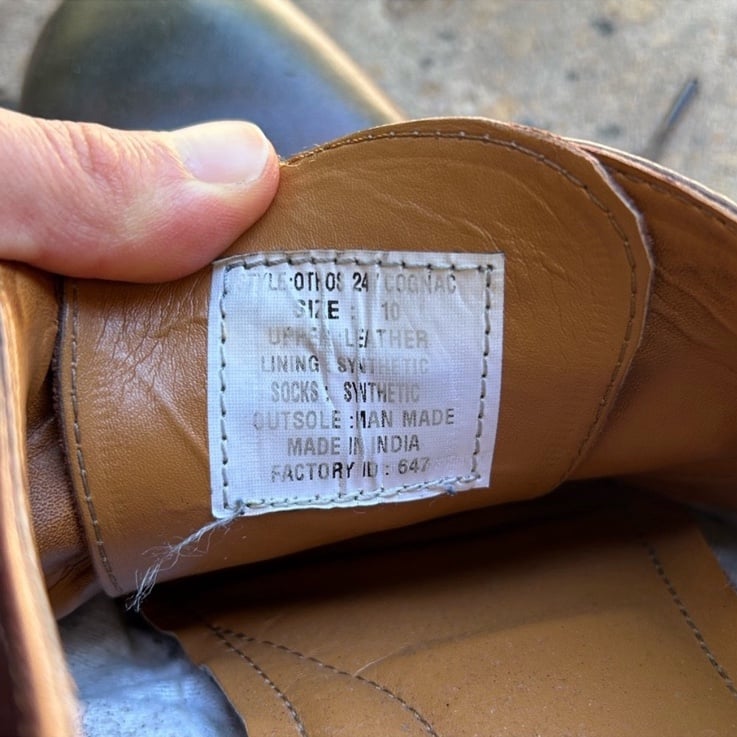 STYLE:OTHOS 24 / COGNAC
SIZE : 10
UPPER : LEATHER
LINING : SYNTHETIC
SOCKS : SYNTHETIC
OUTSOLE :MAN MADE
MADE IN INDIA
FACTORY ID : 647